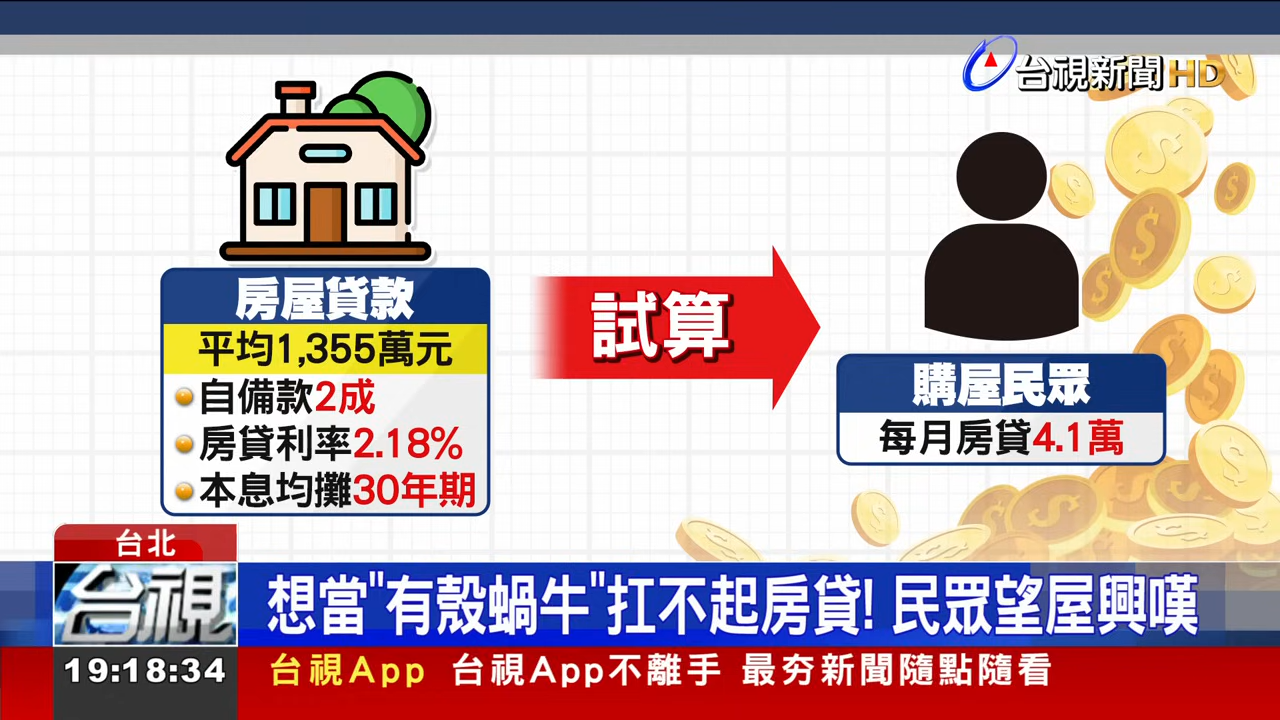 台視新聞HD
房屋貸款
平均1,355萬元
自備款2成
房貸利率2.18%
本息均攤30年期
試算
購屋民眾
每月房貸4.1萬
台北
台視
想當"有殼蝸牛"扛不起房貸! 民眾望屋興嘆
19:18:34
台視App 台視App不離手 最夯新聞隨點隨看